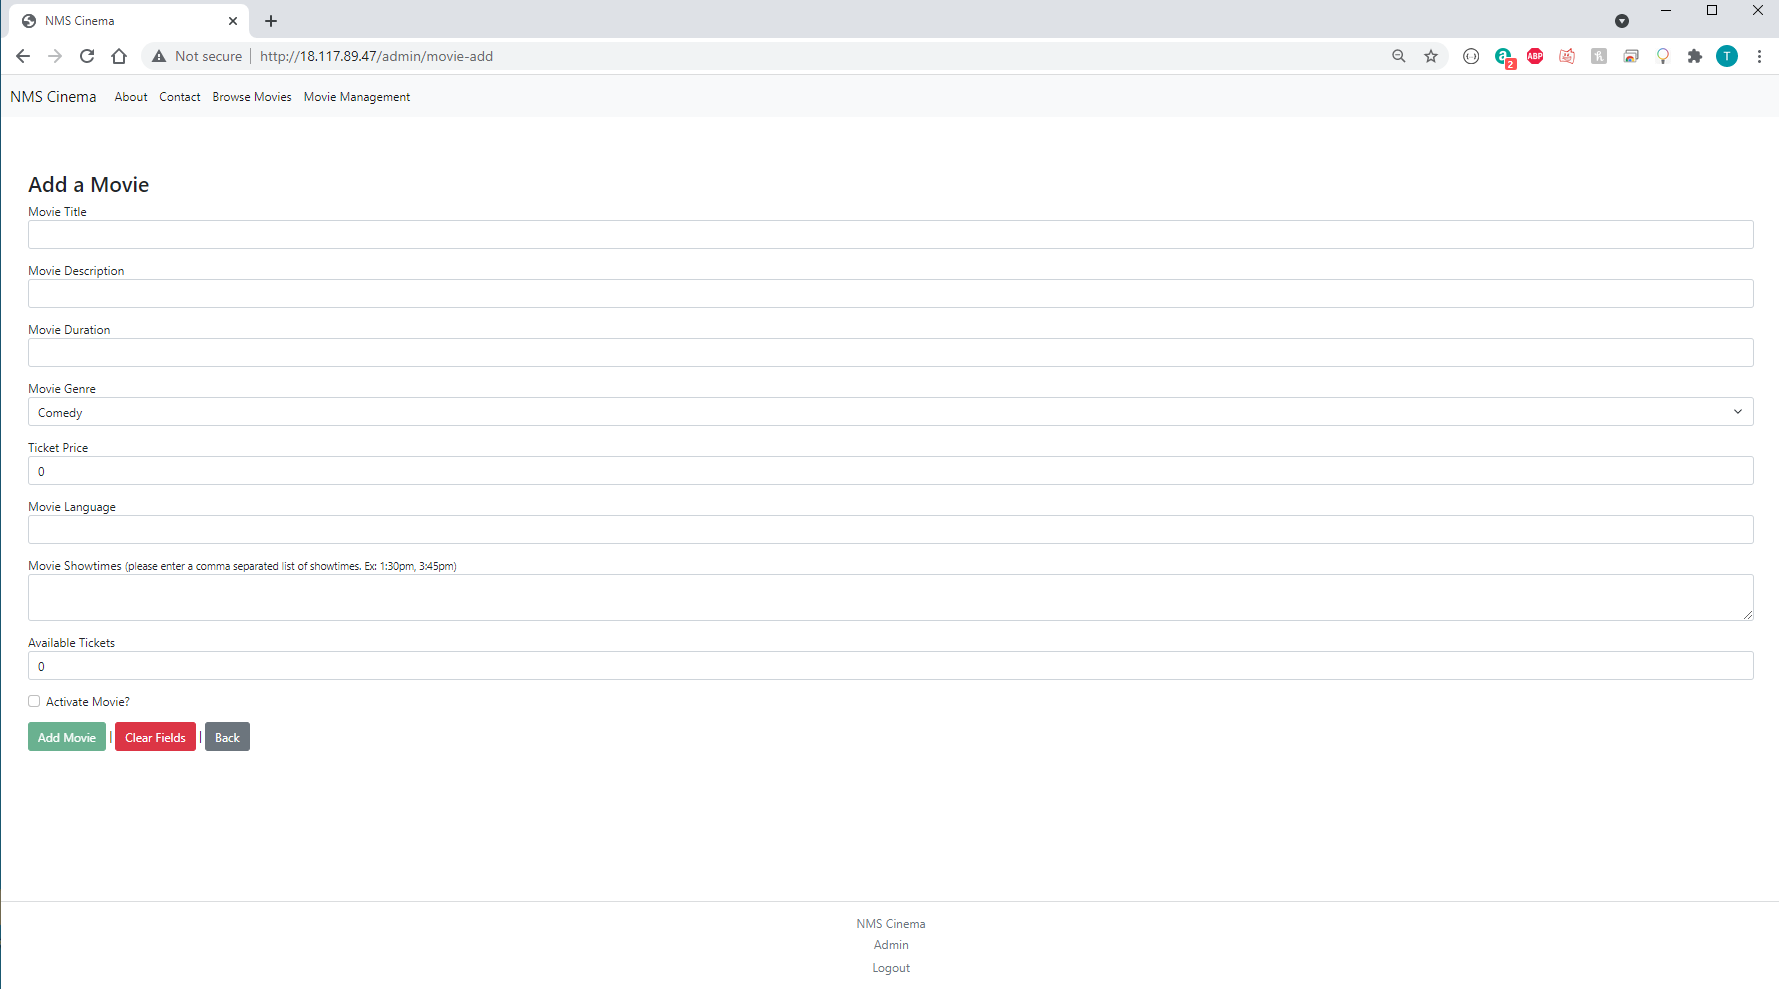 NMS Cinema
Not secure http://18.117.89.47/admin/movie-add
2
ABP
T
NMS Cinema About Contact Browse Movies Movie Management
Add a Movie
Movie Title
Movie Description
Movie Duration
Movie Genre
Comedy
Ticket Price
0
Movie Language
Movie Showtimes (please enter a comma separated list of showtimes. Ex: 1:30pm, 3:45pm)
Available Tickets
0
Activate Movie?
Add Movie | Clear Fields | Back
NMS Cinema
Admin
Logout